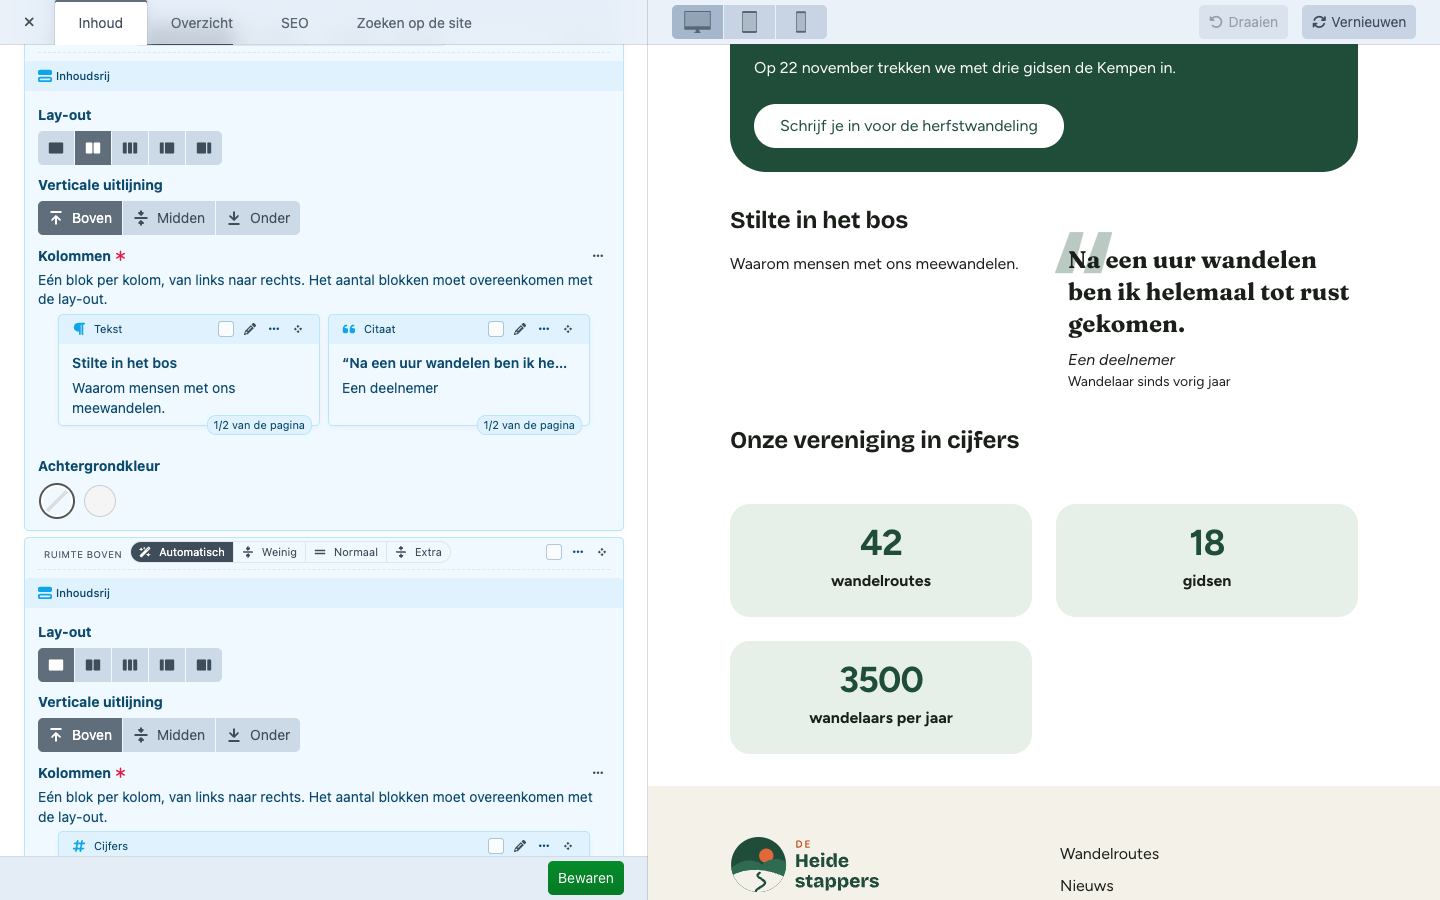 Inhoud
Overzicht
SEO
Zoeken op de site
Draaien
Vernieuwen
Inhoudsrij
Lay-out
Verticale uitlijning
Boven
Midden
Onder
Kolommen *
Eén blok per kolom, van links naar rechts. Het aantal blokken moet overeenkomen met
de lay-out.
Tekst
Stilte in het bos
Waarom mensen met ons
meewandelen.
1/2 van de pagina
Citaat
“Na een uur wandelen ben ik he...
Een deelnemer
1/2 van de pagina
Achtergrondkleur
RUIMTE BOVEN
Automatisch
Weinig
Normaal
Extra
Inhoudsrij
Lay-out
Verticale uitlijning
Boven
Midden
Onder
Kolommen *
Eén blok per kolom, van links naar rechts. Het aantal blokken moet overeenkomen met
de lay-out.
Cijfers
Bewaren
Op 22 november trekken we met drie gidsen de Kempen in.
Schrijf je in voor de herfstwandeling
Stilte in het bos
Waarom mensen met ons meewandelen.
“
Na een uur wandelen
ben ik helemaal tot rust
gekomen.
Een deelnemer
Wandelaar sinds vorig jaar
Onze vereniging in cijfers
42
wandelroutes
18
gidsen
3500
wandelaars per jaar
DE
Heide
stappers
Wandelroutes
Nieuws